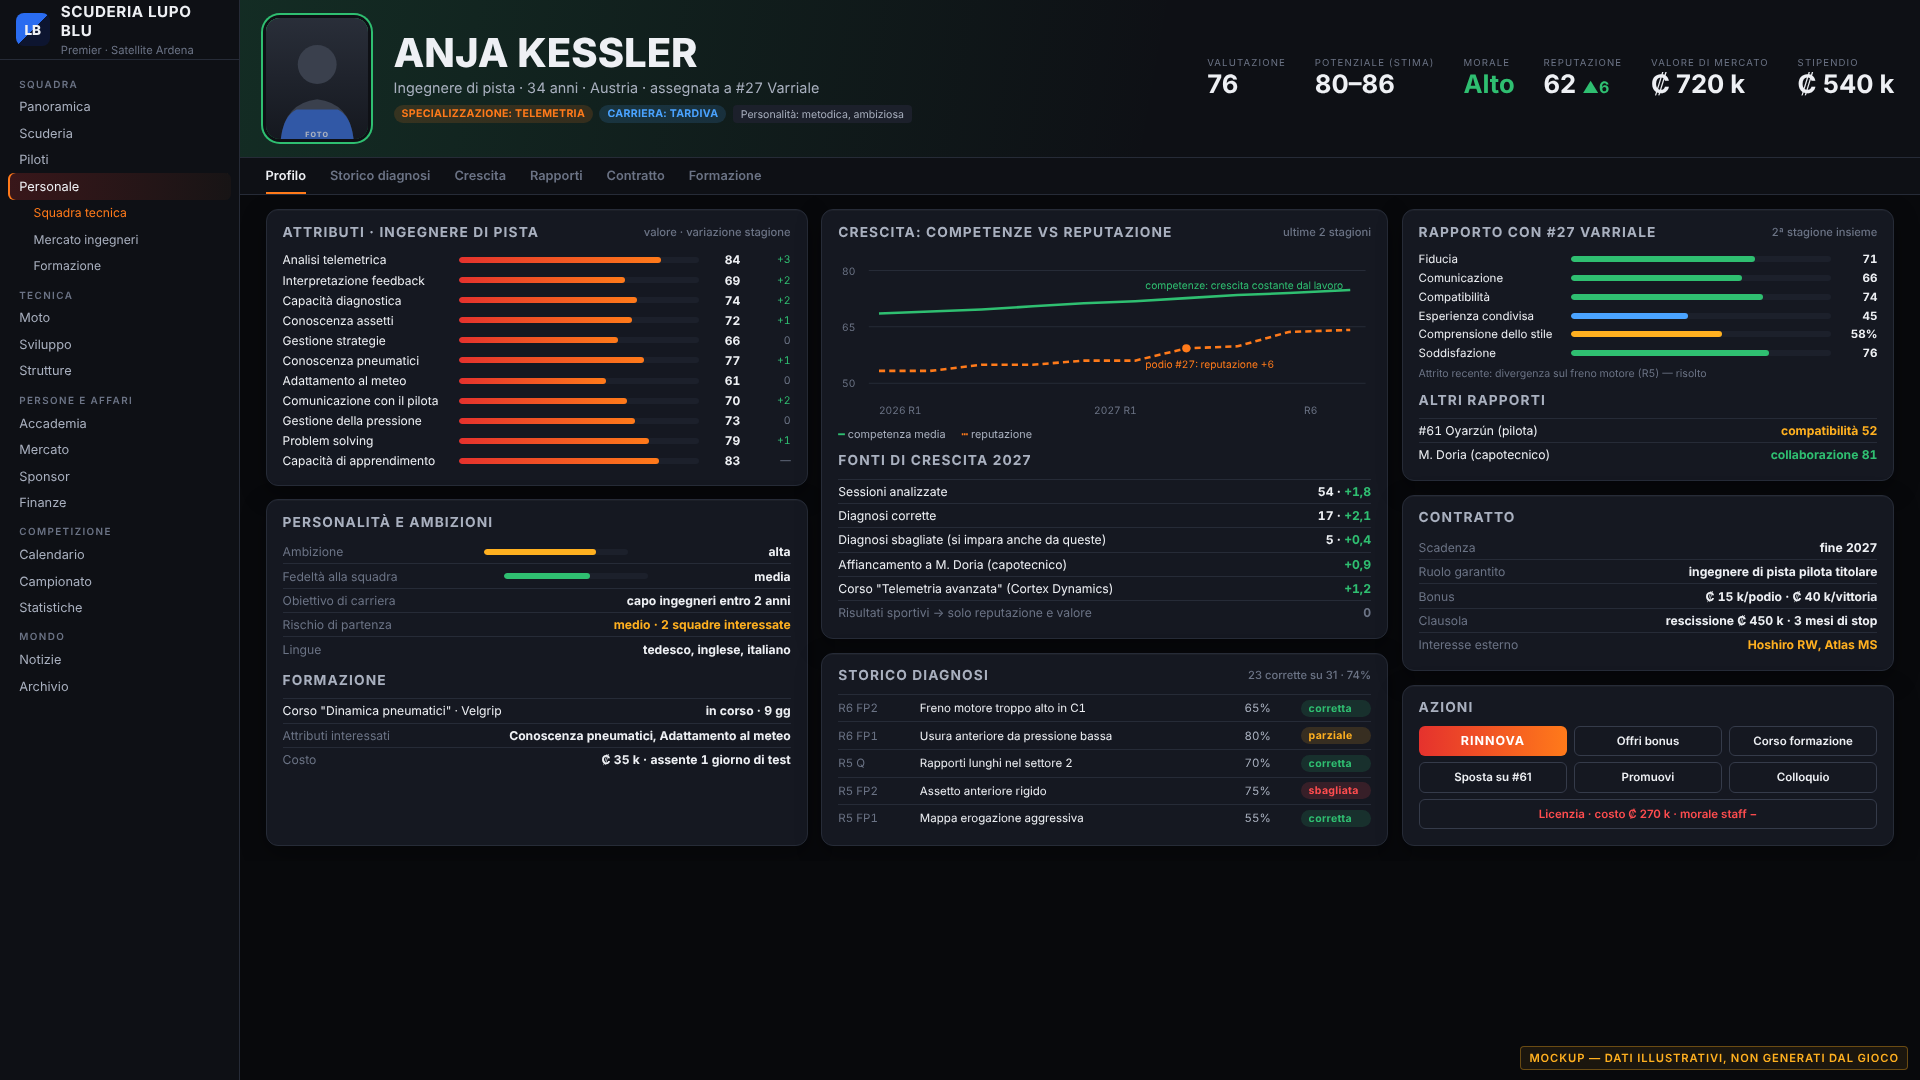 LB
SCUDERIA LUPO
BLU
Premier · Satellite Ardena
SQUADRA
Panoramica
Scuderia
Piloti
Personale
Squadra tecnica
Mercato ingegneri
Formazione
TECNICA
Moto
Sviluppo
Strutture
PERSONE E AFFARI
Accademia
Mercato
Sponsor
Finanze
COMPETIZIONE
Calendario
Campionato
Statistiche
MONDO
Notizie
Archivio
FOTO
ANJA KESSLER
Ingegnere di pista · 34 anni · Austria · assegnata a #27 Varriale
SPECIALIZZAZIONE: TELEMETRIA CARRIERA: TARDIVA Personalità: metodica, ambiziosa
VALUTAZIONE
76
POTENZIALE (STIMA)
80–86
MORALE
Alto
REPUTAZIONE
62 ▲6
VALORE DI MERCATO
₡ 720 k
STIPENDIO
₡ 540 k
Profilo Storico diagnosi Crescita Rapporti Contratto Formazione
ATTRIBUTI · INGEGNERE DI PISTA valore · variazione stagione
Analisi telemetrica 84 +3
Interpretazione feedback 69 +2
Capacità diagnostica 74 +2
Conoscenza assetti 72 +1
Gestione strategie 66 0
Conoscenza pneumatici 77 +1
Adattamento al meteo 61 0
Comunicazione con il pilota 70 +2
Gestione della pressione 73 0
Problem solving 79 +1
Capacità di apprendimento 83 —
PERSONALITÀ E AMBIZIONI
Ambizione alta
Fedeltà alla squadra media
Obiettivo di carriera capo ingegneri entro 2 anni
Rischio di partenza medio · 2 squadre interessate
Lingue tedesco, inglese, italiano
FORMAZIONE
Corso "Dinamica pneumatici" · Velgrip in corso · 9 gg
Attributi interessati Conoscenza pneumatici, Adattamento al meteo
Costo ₡ 35 k · assente 1 giorno di test
CRESCITA: COMPETENZE VS REPUTAZIONE ultime 2 stagioni
80
65
50
competenze: crescita costante dal lavoro
podio #27: reputazione +6
2026 R1 2027 R1 R6
competenza media reputazione
FONTI DI CRESCITA 2027
Sessioni analizzate 54 · +1,8
Diagnosi corrette 17 · +2,1
Diagnosi sbagliate (si impara anche da queste) 5 · +0,4
Affiancamento a M. Doria (capotecnico) +0,9
Corso "Telemetria avanzata" (Cortex Dynamics) +1,2
Risultati sportivi → solo reputazione e valore 0
STORICO DIAGNOSI 23 corrette su 31 · 74%
R6 FP2 Freno motore troppo alto in C1 65% corretta
R6 FP1 Usura anteriore da pressione bassa 80% parziale
R5 Q Rapporti lunghi nel settore 2 70% corretta
R5 FP2 Assetto anteriore rigido 75% sbagliata
R5 FP1 Mappa erogazione aggressiva 55% corretta
RAPPORTO CON #27 VARRIALE 2ª stagione insieme
Fiducia 71
Comunicazione 66
Compatibilità 74
Esperienza condivisa 45
Comprensione dello stile 58%
Soddisfazione 76
Attrito recente: divergenza sul freno motore (R5) — risolto
ALTRI RAPPORTI
#61 Oyarzún (pilota) compatibilità 52
M. Doria (capotecnico) collaborazione 81
CONTRATTO
Scadenza fine 2027
Ruolo garantito ingegnere di pista pilota titolare
Bonus ₡ 15 k/podio · ₡ 40 k/vittoria
Clausola rescissione ₡ 450 k · 3 mesi di stop
Interesse esterno Hoshiro RW, Atlas MS
AZIONI
RINNOVA Offri bonus Corso formazione
Sposta su #61 Promuovi Colloquio
Licenzia · costo ₡ 270 k · morale staff −
MOCKUP — DATI ILLUSTRATIVI, NON GENERATI DAL GIOCO